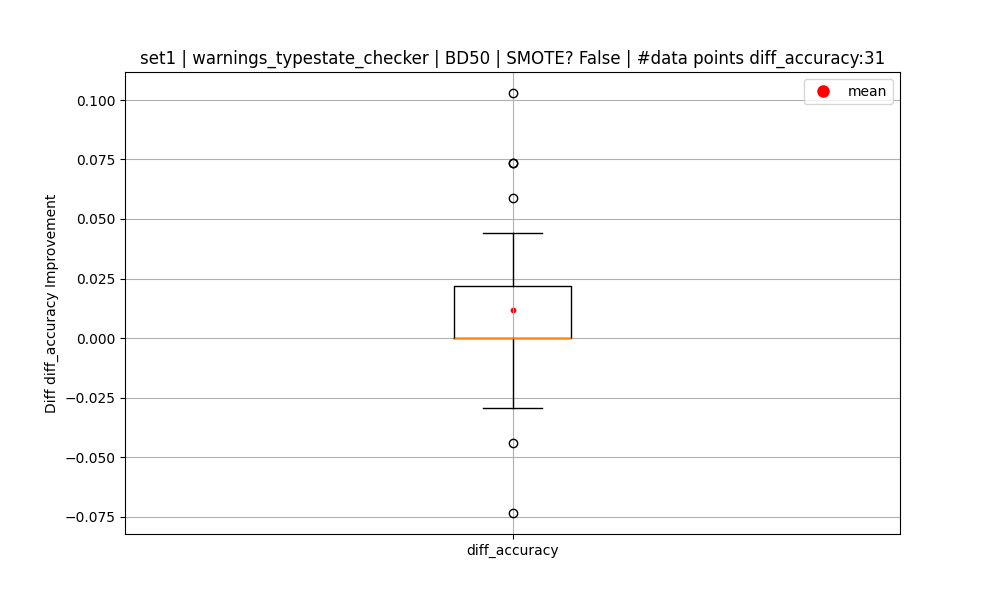 set1 | warnings_typestate_checker | BD50 | SMOTE? False | #data points diff_accuracy:31
mean
0.100
0.075
0.050
0.025
0.000
−0.025
−0.050
−0.075
Diff diff_accuracy Improvement
diff_accuracy